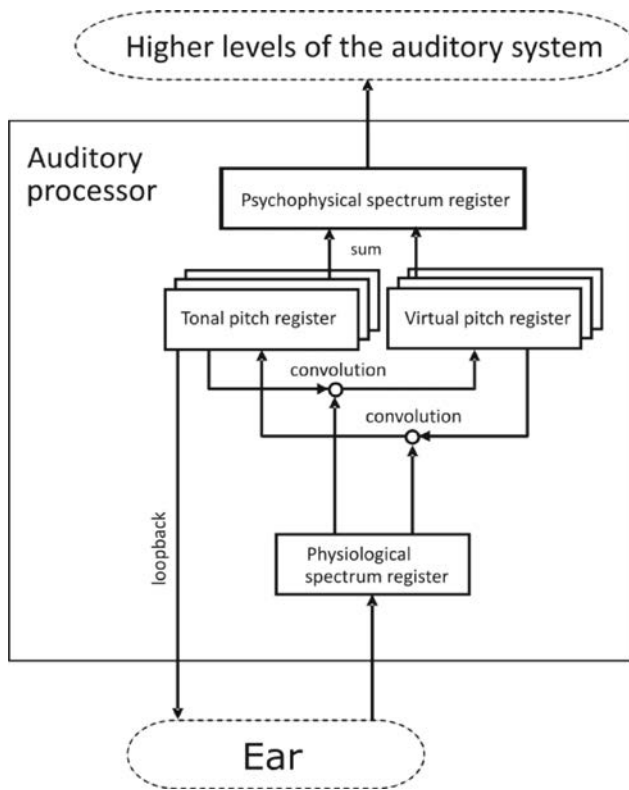 Higher levels of the auditory system
Auditory
processor
Psychophysical spectrum register
sum
Tonal pitch register
Virtual pitch register
convolution
convolution
loopback
Physiological
spectrum register
Ear